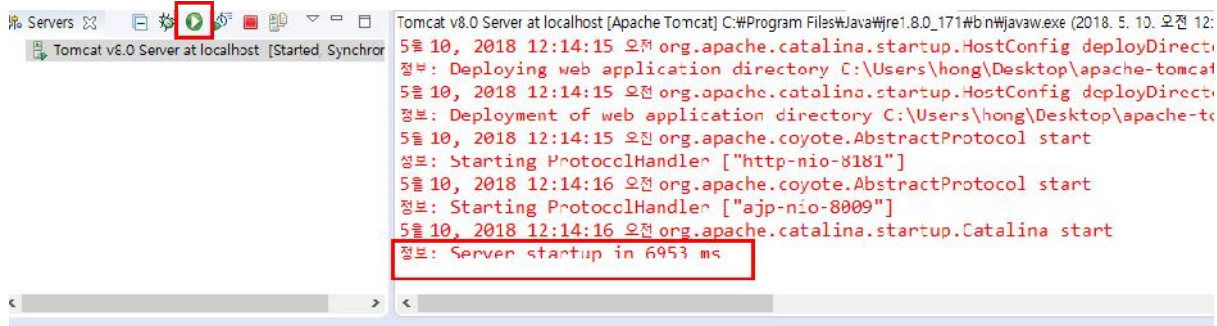 Servers
Tomcat v8.0 Server at localhost [Started, Synchror
Tomcat v8.0 Server at localhost [Apache Tomcat] C:₩Program Files₩Java₩jre1.8.0_171₩bin₩javaw.exe (2018. 5. 10. 오전 12:
5월 10, 2018 12:14:15 오전 org.apache.catalina.startup.HostConfig deployDirect
정보: Deploying web application directory C:\Users\hong\Desktop\apache-tomcat
5월 10, 2018 12:14:15 오전 org.apache.catalina.startup.HostConfig deployDirect
정보: Deployment of web application directory C:\Users\hong\Desktop\apache-to
5월 10, 2018 12:14:15 오전 org.apache.coyote.AbstractProtocol start
정보: Starting ProtocolHandler ["http-nio-8181"]
5월 10, 2018 12:14:16 오전 org.apache.coyote.AbstractProtocol start
정보: Starting ProtocolHandler ["ajp-nio-8009"]
5월 10, 2018 12:14:16 오전 org.apache.catalina.startup.Catalina start
정보: Server startup in 6953 ms